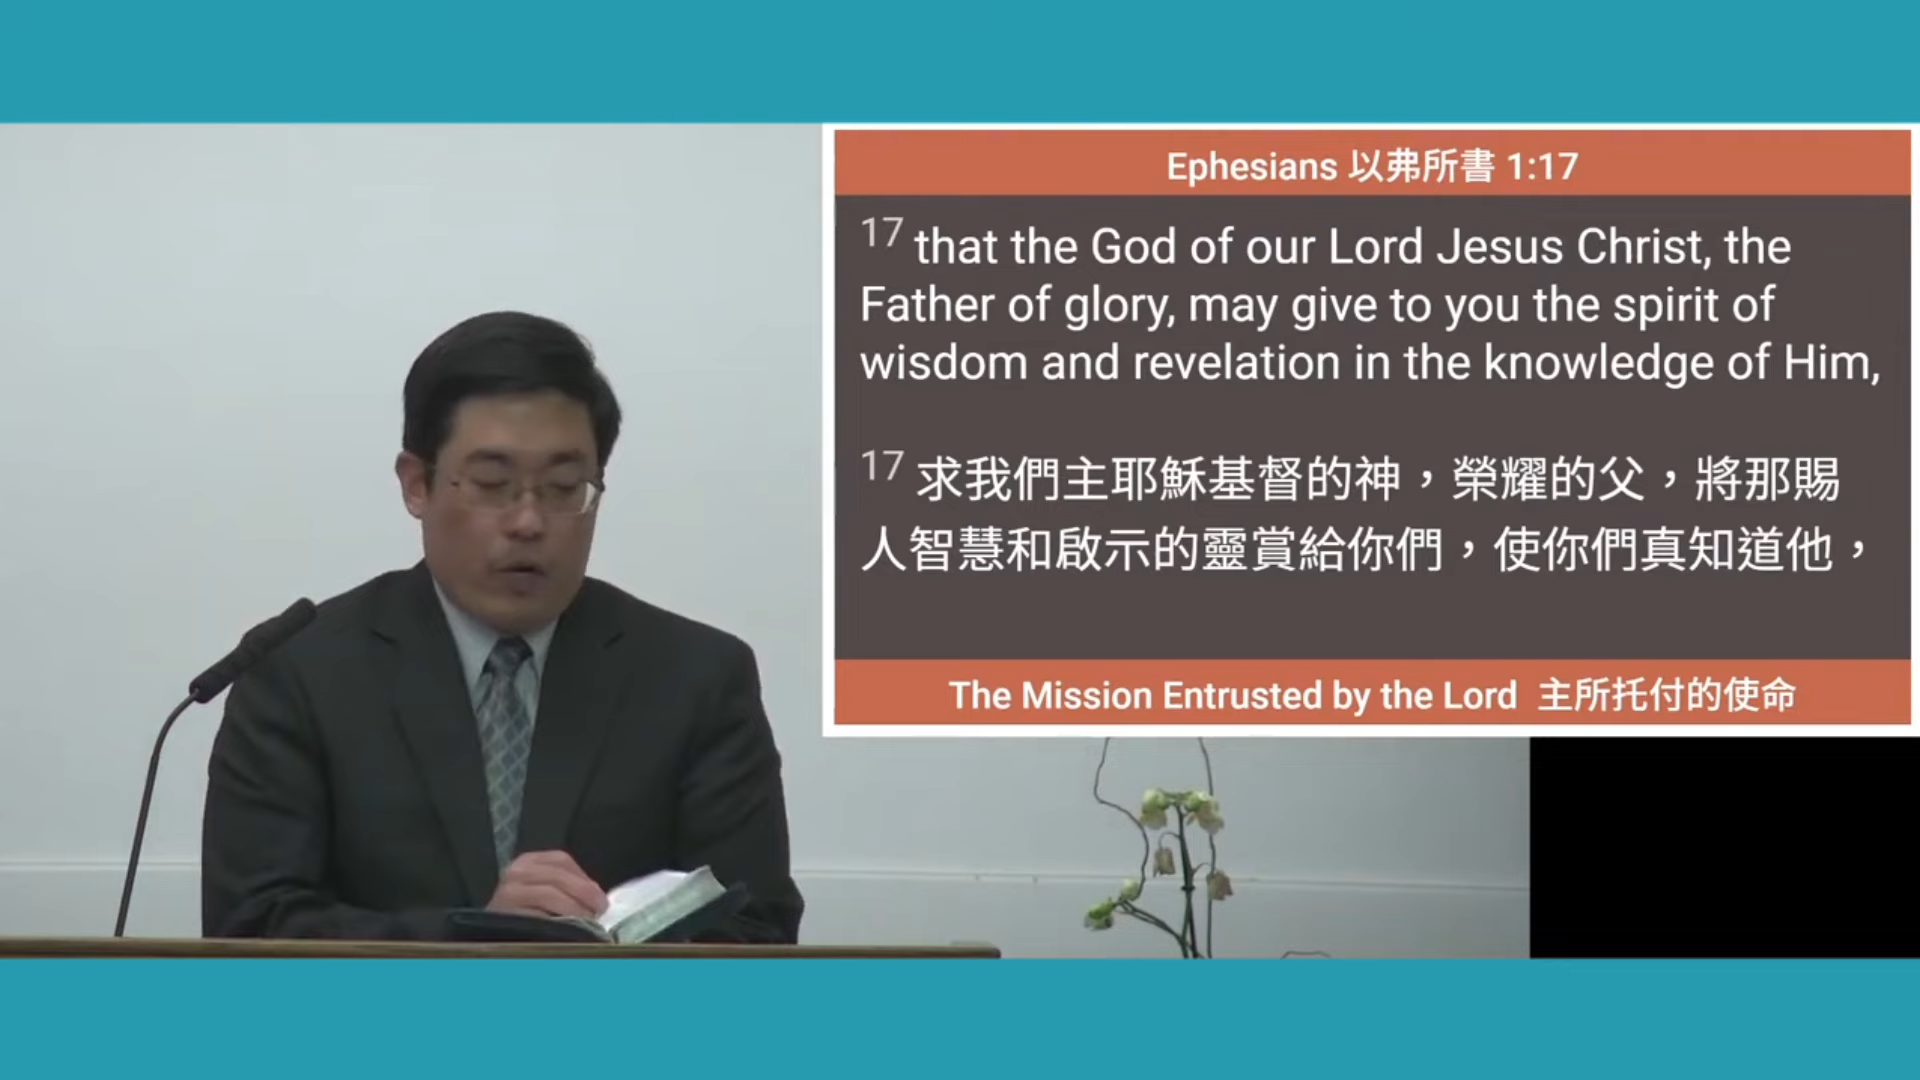 Ephesians 以弗所書 1:17
17 that the God of our Lord Jesus Christ, the
Father of glory, may give to you the spirit of
wisdom and revelation in the knowledge of Him,
17 求我們主耶穌基督的神，榮耀的父，將那賜
人智慧和啟示的靈賞給你們，使你們真知道他，
The Mission Entrusted by the Lord 主所托付的使命